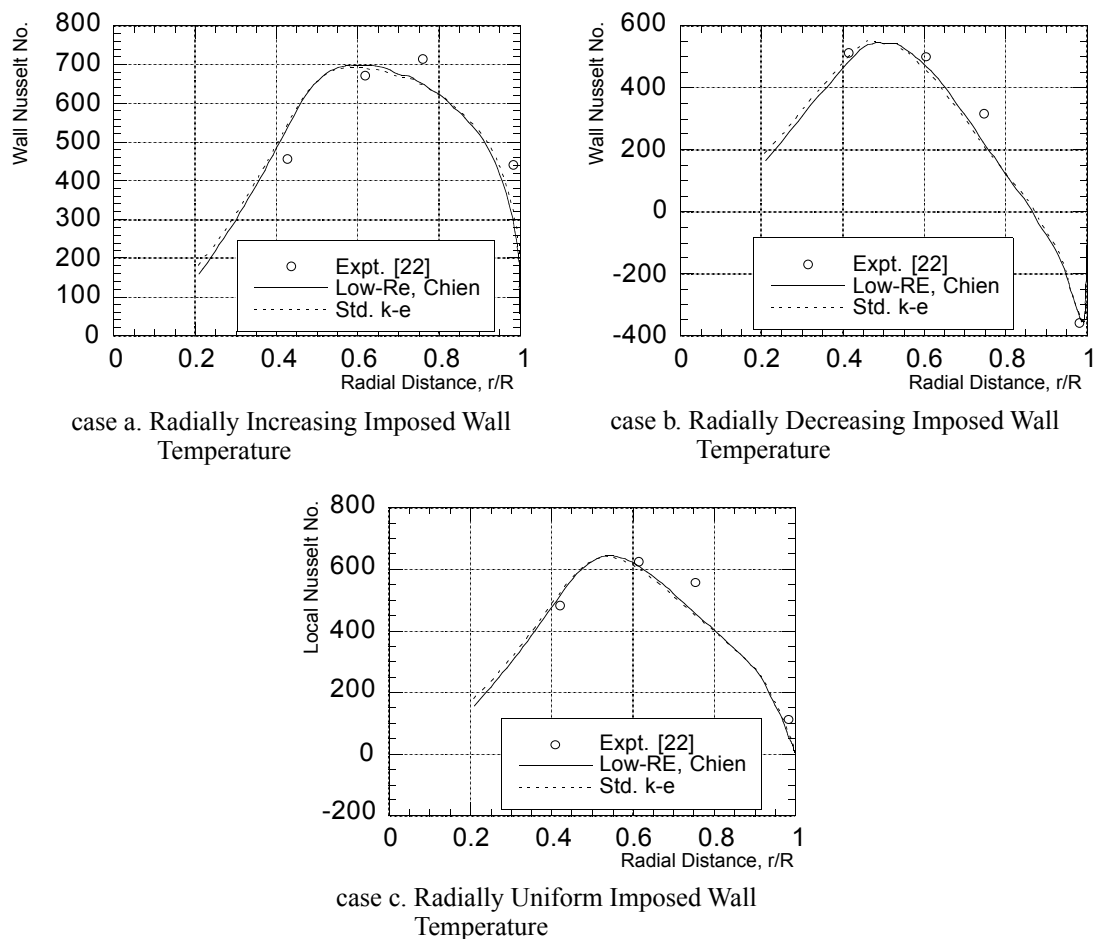 Wall Nusselt No.
800
700
600
500
400
300
200
100
0
Expt. [22]
Low-Re, Chien
Std. k-e
0 0.2 0.4 0.6 0.8 1
Radial Distance, r/R
case a. Radially Increasing Imposed Wall
Temperature
Wall Nusselt No.
600
400
200
0
-200
-400
Expt. [22]
Low-RE, Chien
Std. k-e
0 0.2 0.4 0.6 0.8 1
Radial Distance, r/R
case b. Radially Decreasing Imposed Wall
Temperature
Local Nusselt No.
800
600
400
200
0
-200
Expt. [22]
Low-RE, Chien
Std. k-e
0 0.2 0.4 0.6 0.8 1
Radial Distance, r/R
case c. Radially Uniform Imposed Wall
Temperature